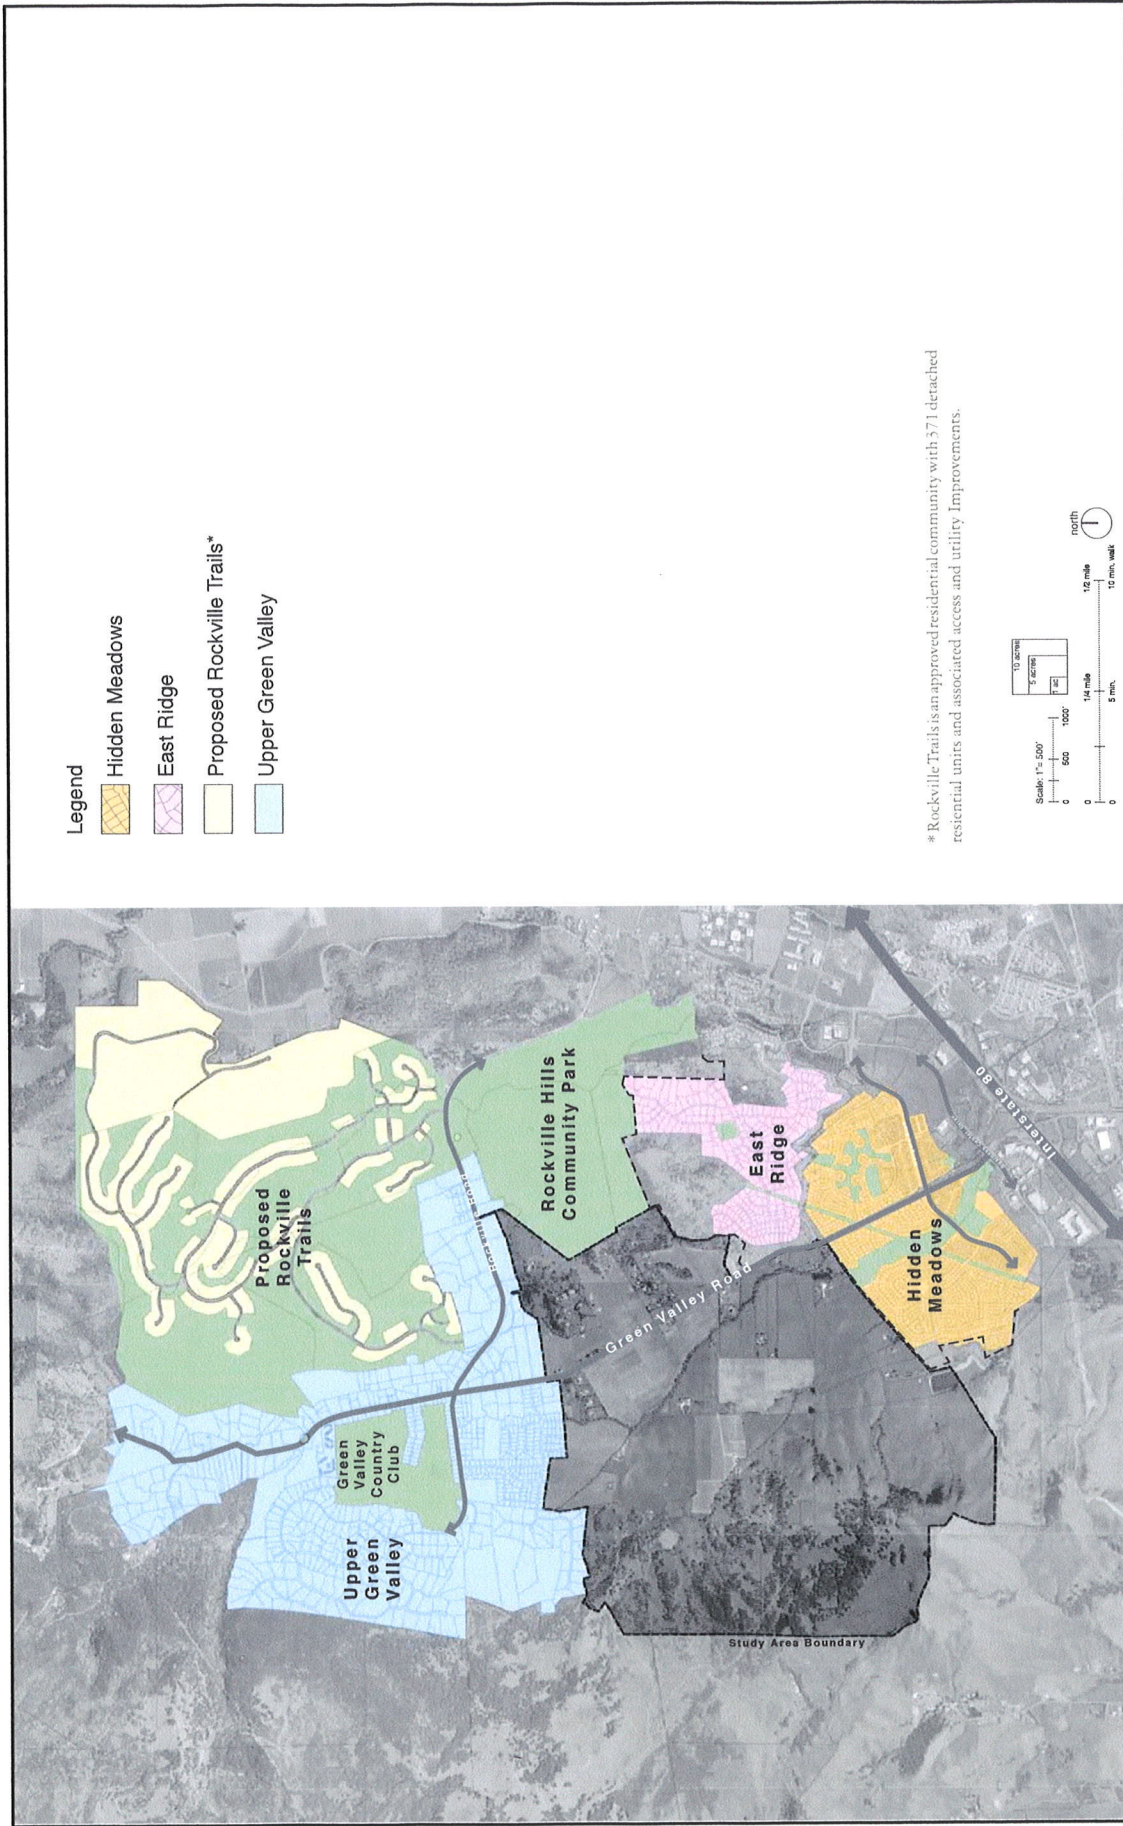 Legend
Hidden Meadows
East Ridge
Proposed Rockville Trails*
Upper Green Valley
* Rockville Trails is an approved residential community with 371 detached
resiential units and associated access and utility Improvements.
Scale: 1"= 500'
0
500
1000'
10 acres
5 acres
1 ac
0
1/4 mile
1/2 mile
0
5 min.
10 min. walk
north
Proposed
Rockville
Trails
Upper
Green
Valley
Green
Valley
Country
Club
Rockville Hills
Community Park
East
Ridge
Green Valley Road
Hidden
Meadows
Interstate 80
Study Area Boundary